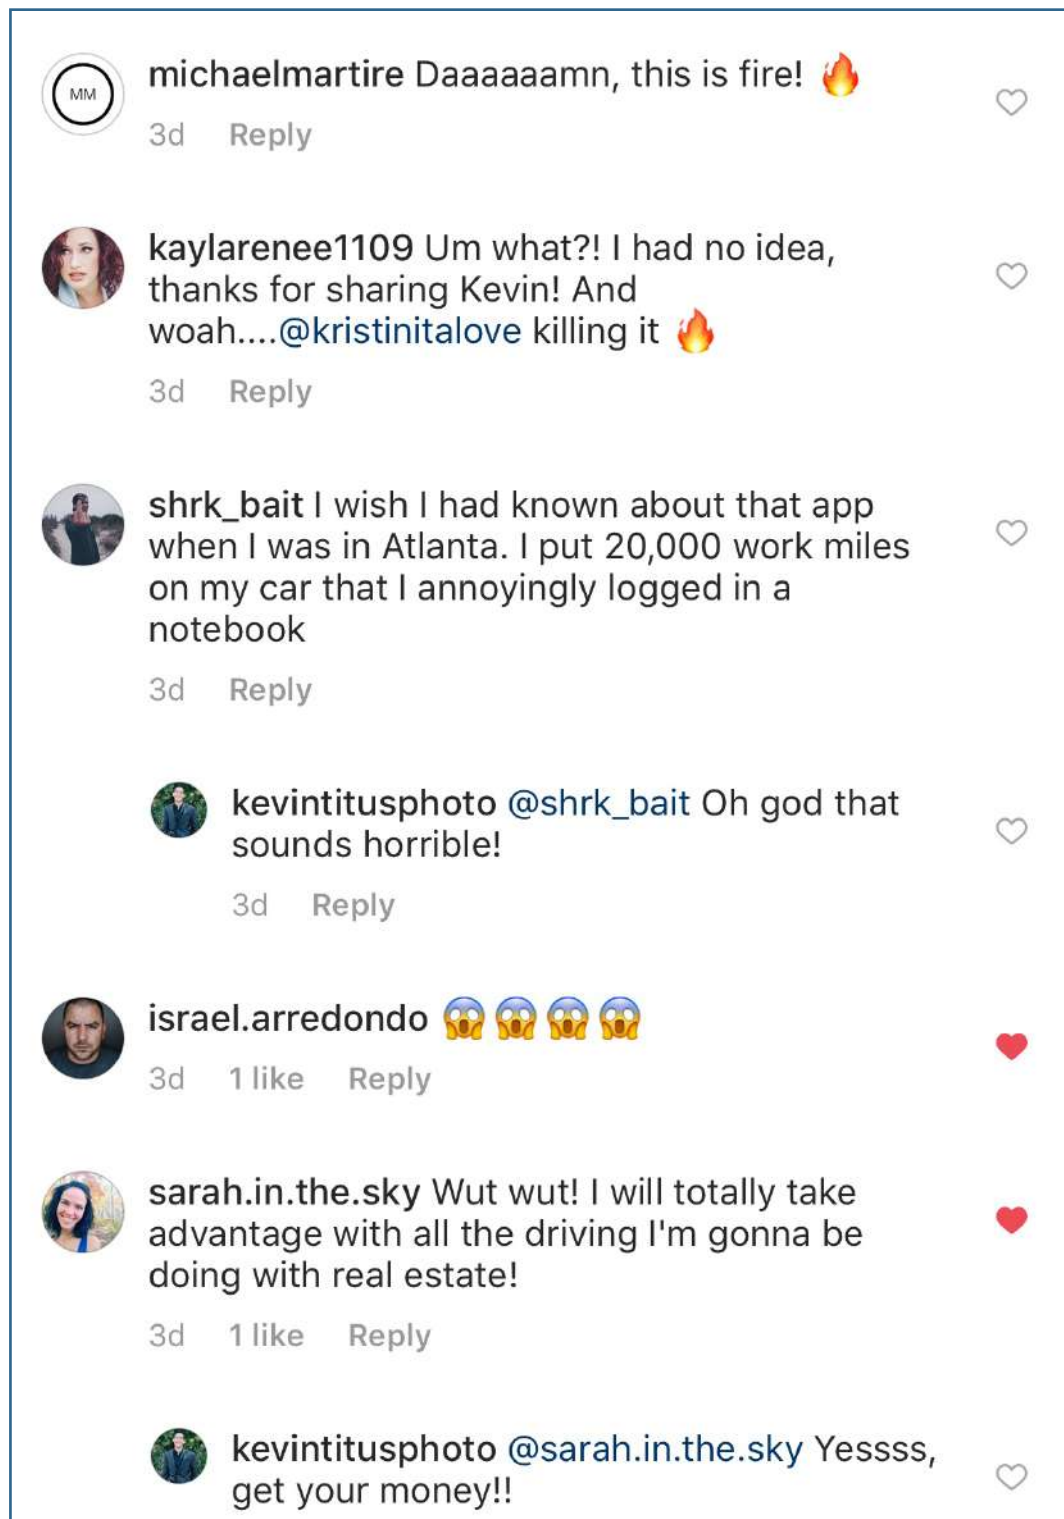 MM
michaelmartire Daaaaaamn, this is fire! 🔥
3d Reply
kaylarenee1109 Um what?! I had no idea,
thanks for sharing Kevin! And
woah....@kristinitalove killing it 🔥
3d Reply
shrk_bait I wish I had known about that app
when I was in Atlanta. I put 20,000 work miles
on my car that I annoyingly logged in a
notebook
3d Reply
kevintitusphoto @shrk_bait Oh god that
sounds horrible!
3d Reply
israel.arredondo 😱😱😱😱
3d 1 like Reply
sarah.in.the.sky Wut wut! I will totally take
advantage with all the driving I'm gonna be
doing with real estate!
3d 1 like Reply
kevintitusphoto @sarah.in.the.sky Yessss,
get your money!!